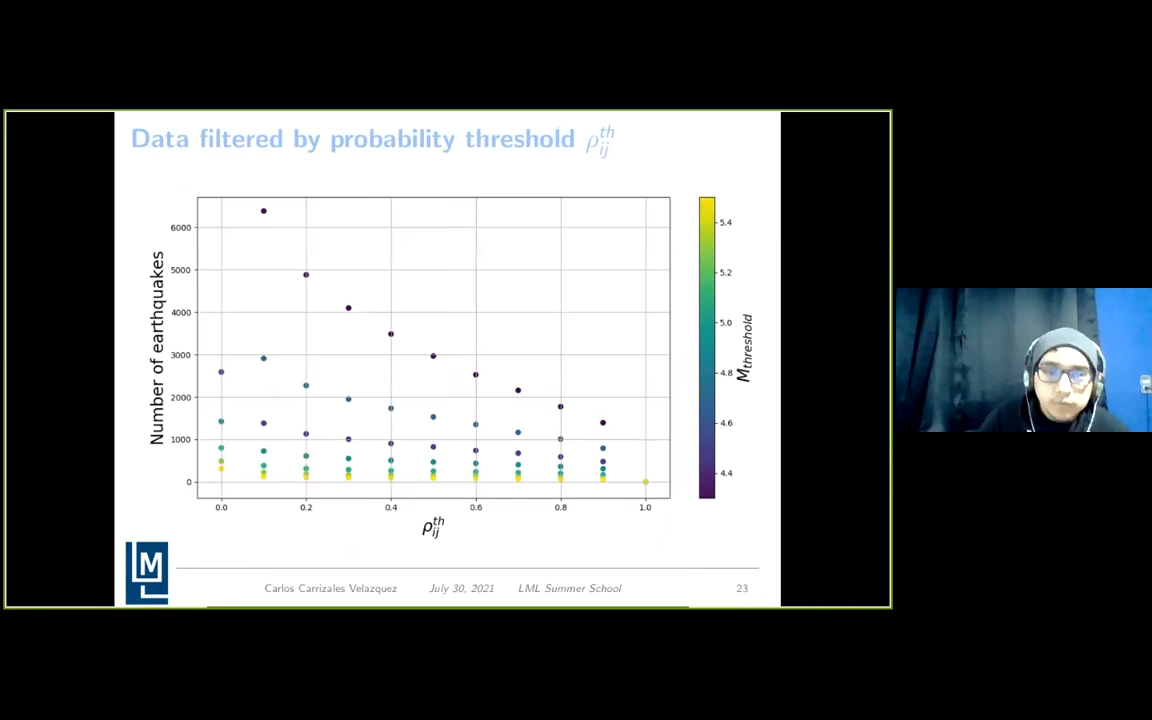 Data filtered by probability threshold ρ_ij^th
6000
5000
4000
3000
2000
1000
0
Number of earthquakes
0.0 0.2 0.4 0.6 0.8 1.0
ρ_ij^th
5.4
5.2
5.0
4.8
4.6
4.4
M_threshold
LML
Carlos Carrizales Velazquez July 30, 2021 LML Summer School 23